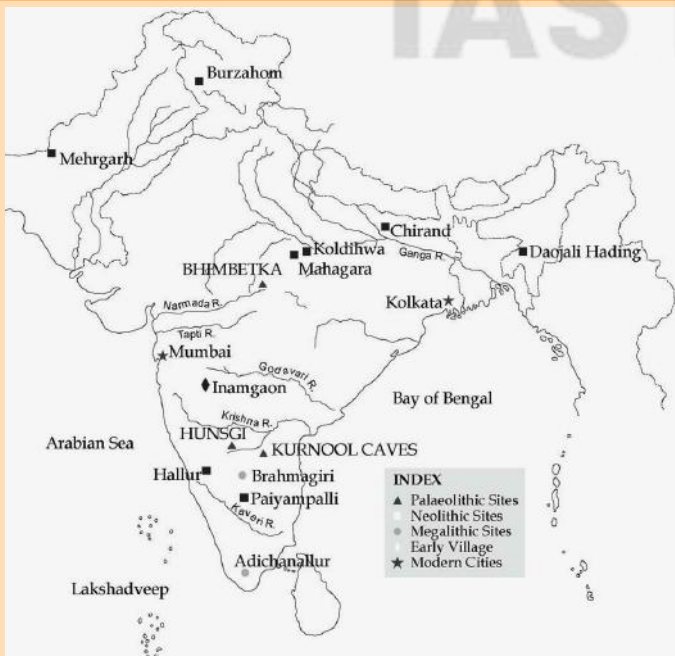 IAS
Burzahom
Mehrgarh
Chirand
Koldihwa
Ganga R.
Daojali Hading
Mahagara
BHIMBETKA
Narmada R.
Kolkata
Tapti R.
Mumbai
Godavari R.
Inamgaon
Bay of Bengal
Krishna R.
Arabian Sea
HUNSGI
KURNOOL CAVES
Hallur
Brahmagiri
Paiyampalli
Kaveri R.
Adichanallur
Lakshadveep
INDEX
Palaeolithic Sites
Neolithic Sites
Megalithic Sites
Early Village
Modern Cities